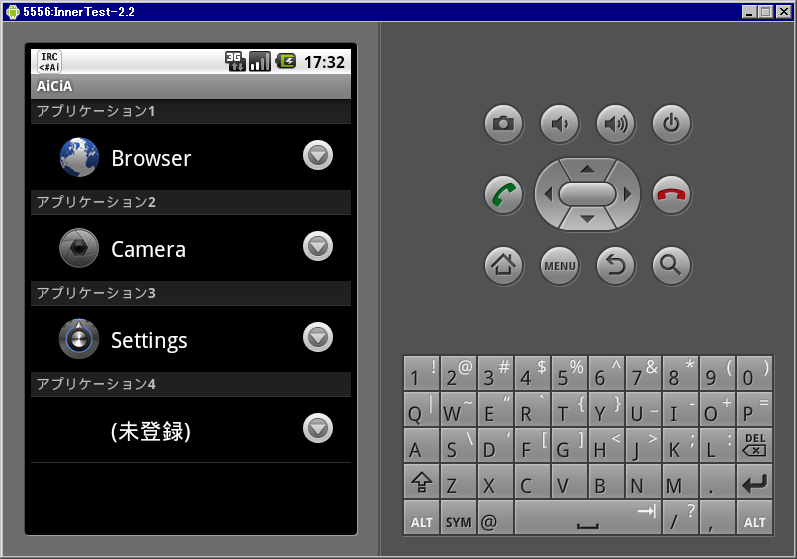 5556:InnerTest-2.2
IRC
<#Ai
3G
17:32
AiCiA
アプリケーション1
Browser
アプリケーション2
Camera
アプリケーション3
Settings
アプリケーション4
(未登録)
MENU
1 ! 2 @ 3 # 4 $ 5 % 6 ^ 7 & 8 * 9 ( 0 )
Q | W ~ E “ R ` T { Y } U _ I - O + P =
A S \ D ‘ F [ G ] H < J > K ; L : DEL
Z X C V B N M .
ALT SYM @ / ? , ALT